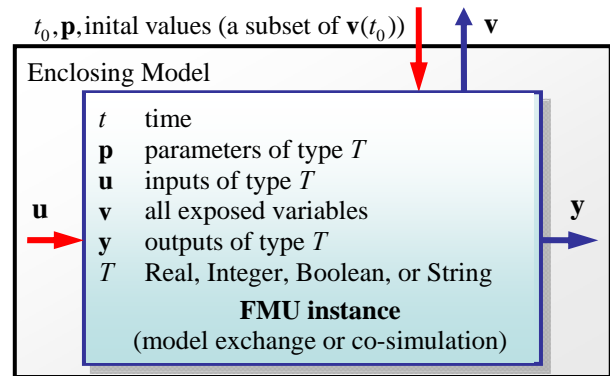 t₀, p, inital values (a subset of v(t₀)) v
Enclosing Model
t time
p parameters of type T
u inputs of type T
v all exposed variables
y outputs of type T
T Real, Integer, Boolean, or String
FMU instance
(model exchange or co-simulation)
u
y